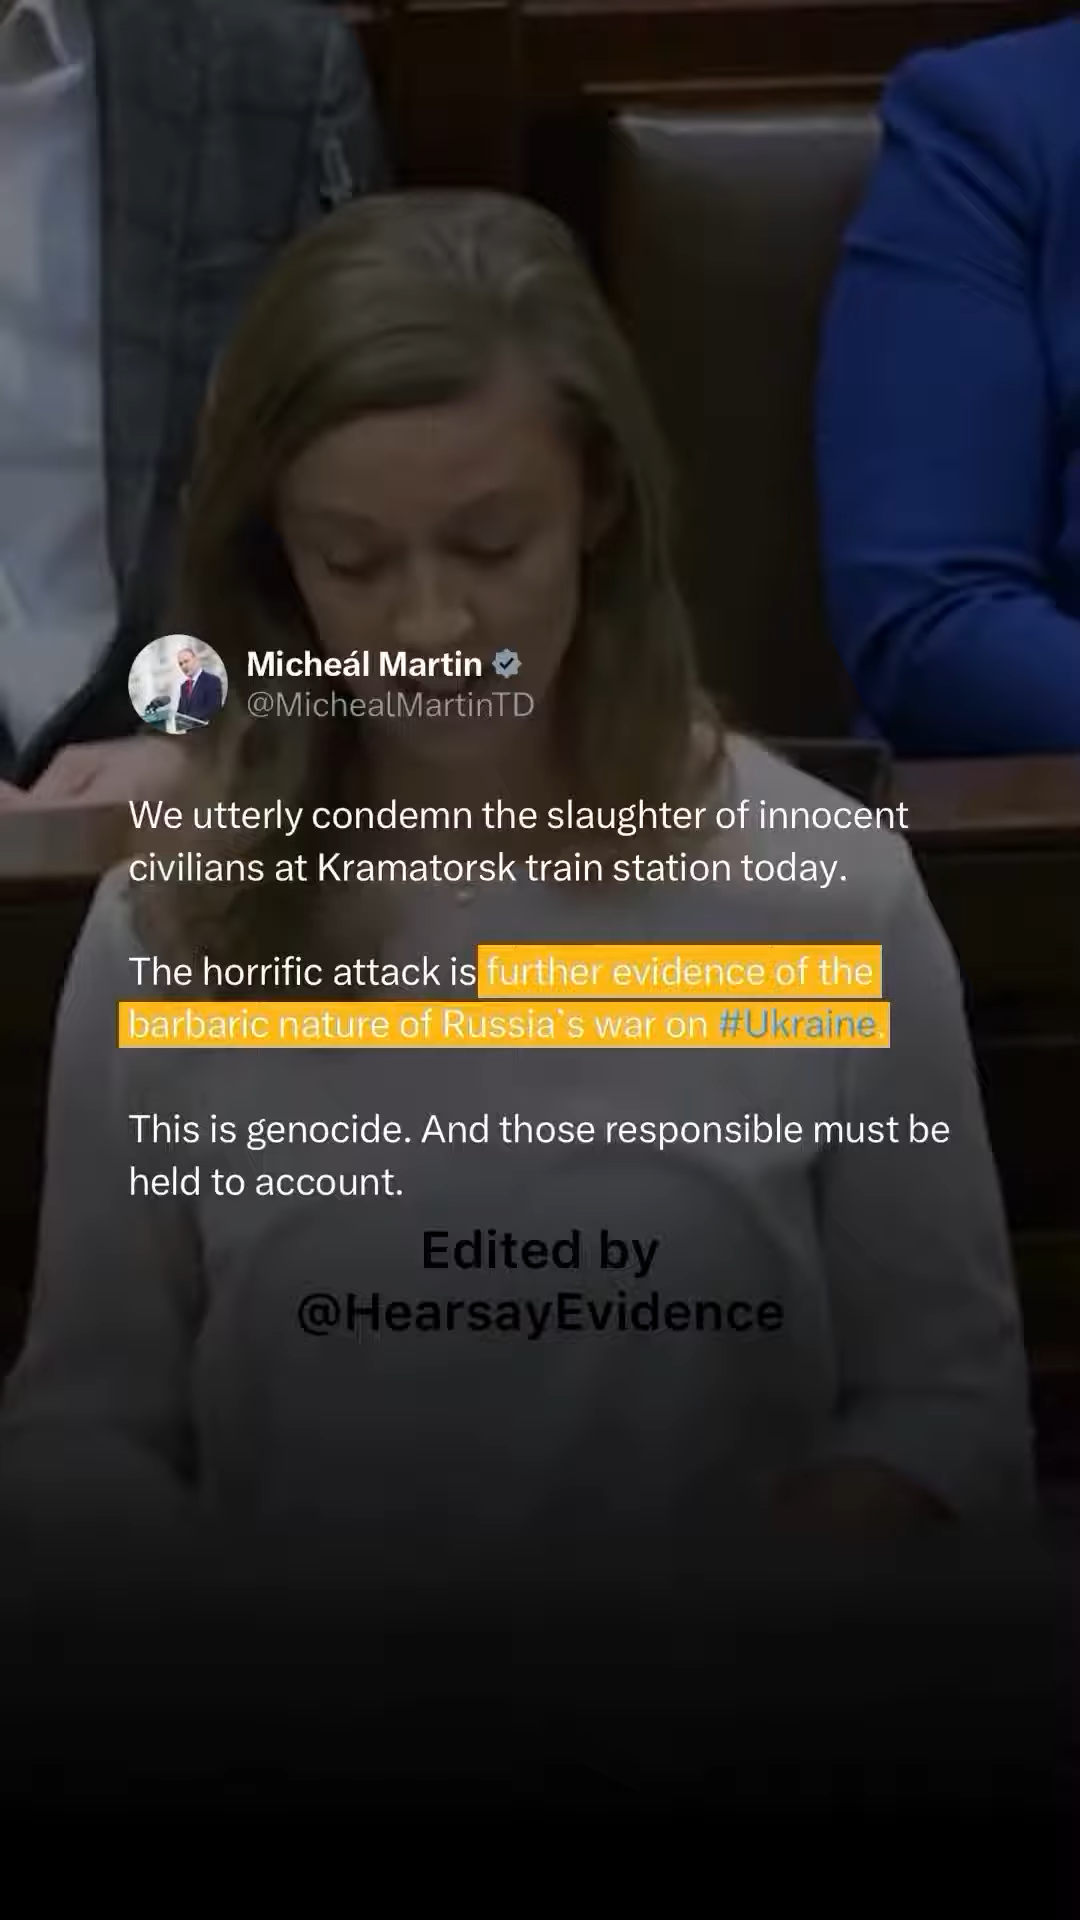 Micheál Martin
@MichealMartinTD
We utterly condemn the slaughter of innocent
civilians at Kramatorsk train station today.
The horrific attack is further evidence of the
barbaric nature of Russia's war on #Ukraine.
This is genocide. And those responsible must be
held to account.
Edited by
@HearsayEvidence